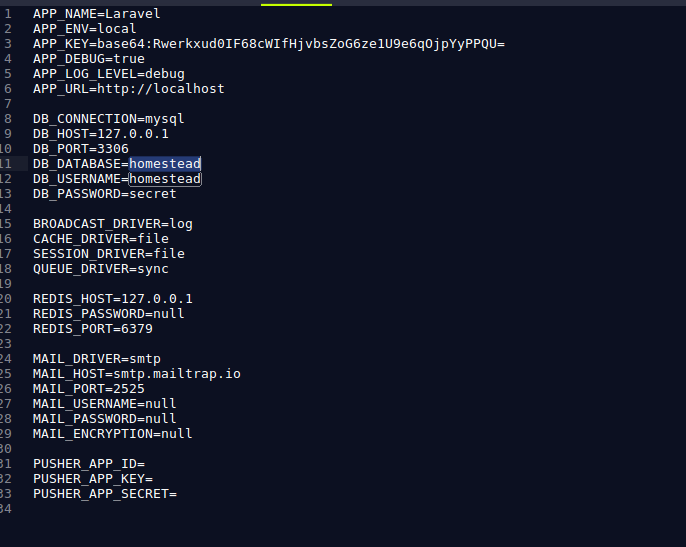 1 APP_NAME=Laravel
2 APP_ENV=local
3 APP_KEY=base64:Rwerkxud0IF68cWIfHjvbsZoG6ze1U9e6qOjpYyPPQU=
4 APP_DEBUG=true
5 APP_LOG_LEVEL=debug
6 APP_URL=http://localhost
7
8 DB_CONNECTION=mysql
9 DB_HOST=127.0.0.1
10 DB_PORT=3306
11 DB_DATABASE=homestead
12 DB_USERNAME=homestead
13 DB_PASSWORD=secret
14
15 BROADCAST_DRIVER=log
16 CACHE_DRIVER=file
17 SESSION_DRIVER=file
18 QUEUE_DRIVER=sync
19
20 REDIS_HOST=127.0.0.1
21 REDIS_PASSWORD=null
22 REDIS_PORT=6379
23
24 MAIL_DRIVER=smtp
25 MAIL_HOST=smtp.mailtrap.io
26 MAIL_PORT=2525
27 MAIL_USERNAME=null
28 MAIL_PASSWORD=null
29 MAIL_ENCRYPTION=null
30
31 PUSHER_APP_ID=
32 PUSHER_APP_KEY=
33 PUSHER_APP_SECRET=
34